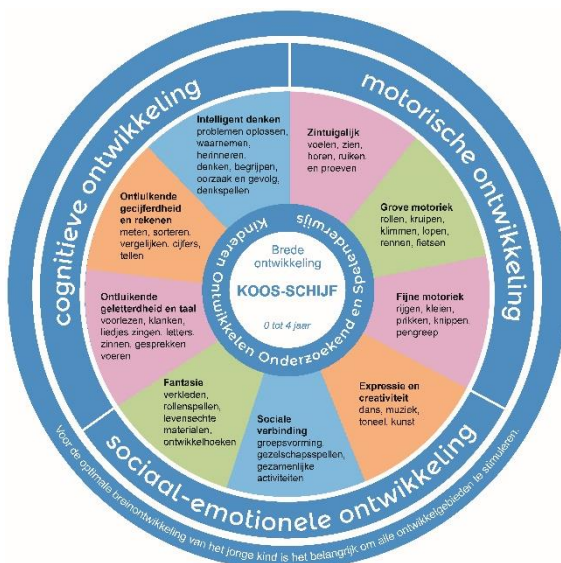 cognitieve ontwikkeling
motorische ontwikkeling
sociaal-emotionele ontwikkeling
Intelligent denken
problemen oplossen,
waarnemen,
herinneren,
denken, begrijpen,
oorzaak en gevolg,
denkspellen
Zintuigelijk
voelen, zien,
horen, ruiken
en proeven
Grove motoriek
rollen, kruipen,
klimmen, lopen,
rennen, fietsen
Fijne motoriek
rijgen, kleien,
prikken, knippen,
pengreep
Expressie en
creativiteit
dans, muziek,
toneel, kunst
Sociale
verbinding
groepsvorming,
gezelschapsspellen,
gezamenlijke
activiteiten
Fantasie
verkleden,
rollenspellen,
levensechte
materialen,
ontwikkelhoeken
Ontluikende
geletterdheid en taal
voorlezen, klanken,
liedjes zingen, letters,
zinnen, gesprekken
voeren
Ontluikende
gecijferdheid
en rekenen
meten, sorteren,
vergelijken, cijfers,
tellen
Kinderen Ontwikkelen Onderzoekend en Spelenderwijs
Brede
ontwikkeling
KOOS-SCHIJF
0 tot 4 jaar
Voor de optimale breinontwikkeling van het jonge kind is het belangrijk om alle ontwikkelgebieden te stimuleren.